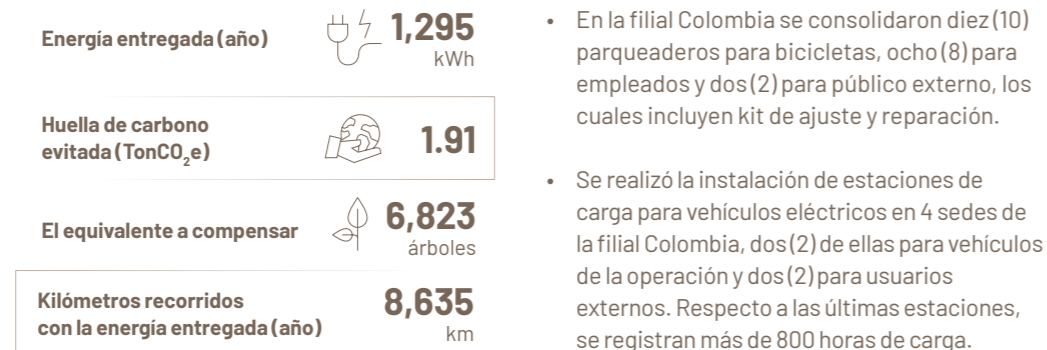 Energía entregada (año)
1,295
kWh
Huella de carbono
evitada (TonCO₂e)
1.91
El equivalente a compensar
6,823
árboles
Kilómetros recorridos
con la energía entregada (año)
8,635
km
• En la filial Colombia se consolidaron diez (10)
parqueaderos para bicicletas, ocho (8) para
empleados y dos (2) para público externo, los
cuales incluyen kit de ajuste y reparación.
• Se realizó la instalación de estaciones de
carga para vehículos eléctricos en 4 sedes de
la filial Colombia, dos (2) de ellas para vehículos
de la operación y dos (2) para usuarios
externos. Respecto a las últimas estaciones,
se registran más de 800 horas de carga.